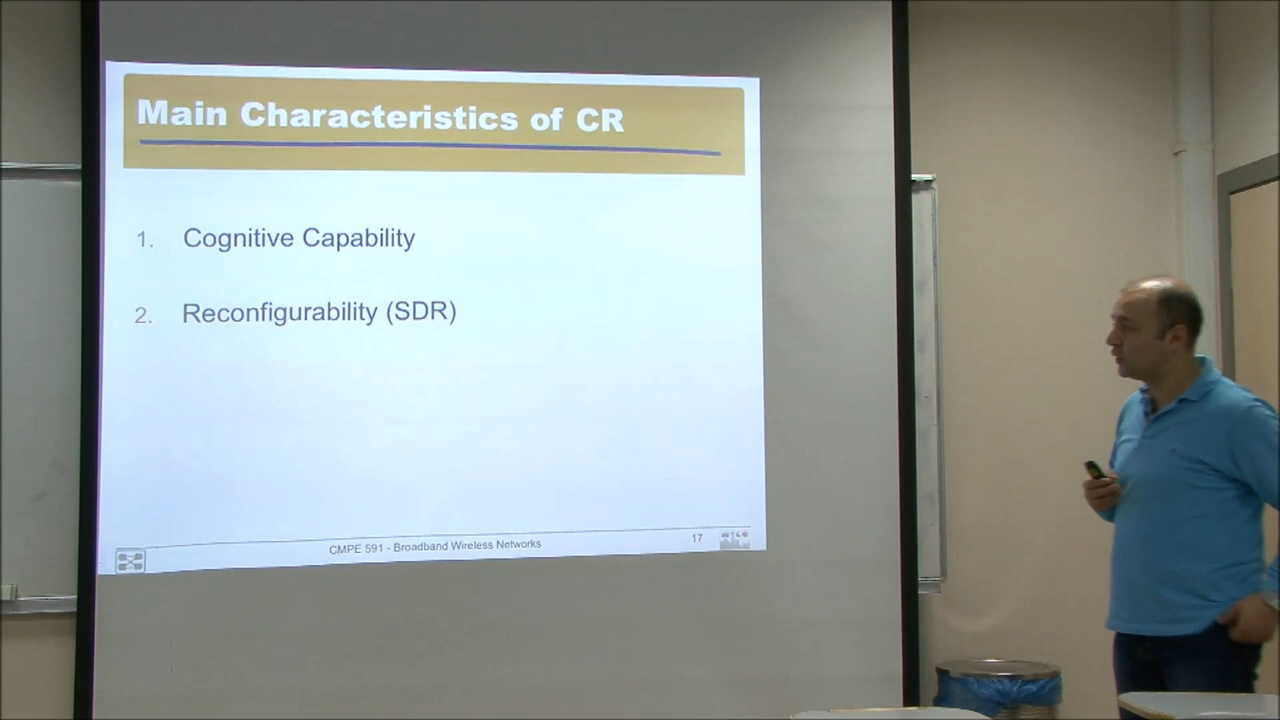 Main Characteristics of CR
1. Cognitive Capability
2. Reconfigurability (SDR)
CMPE 591 - Broadband Wireless Networks
17